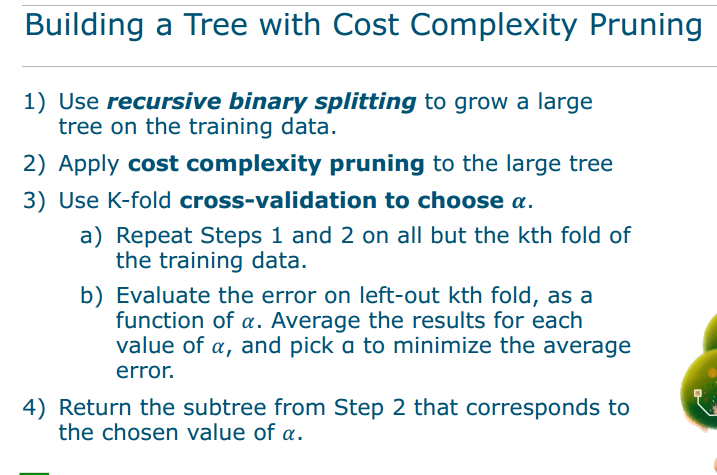 Building a Tree with Cost Complexity Pruning
1) Use recursive binary splitting to grow a large
tree on the training data.
2) Apply cost complexity pruning to the large tree
3) Use K-fold cross-validation to choose α.
a) Repeat Steps 1 and 2 on all but the kth fold of
the training data.
b) Evaluate the error on left-out kth fold, as a
function of α. Average the results for each
value of α, and pick α to minimize the average
error.
4) Return the subtree from Step 2 that corresponds to
the chosen value of α.